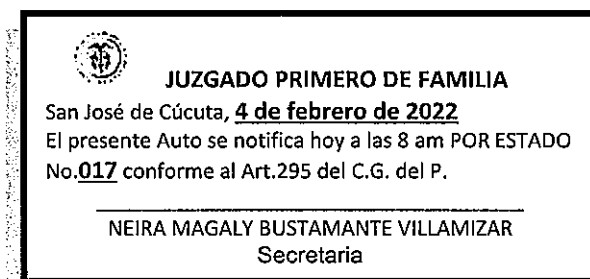 JUZGADO PRIMERO DE FAMILIA
San José de Cúcuta, 4 de febrero de 2022
El presente Auto se notifica hoy a las 8 am POR ESTADO
No.017 conforme al Art.295 del C.G. del P.
NEIRA MAGALY BUSTAMANTE VILLAMIZAR
Secretaria